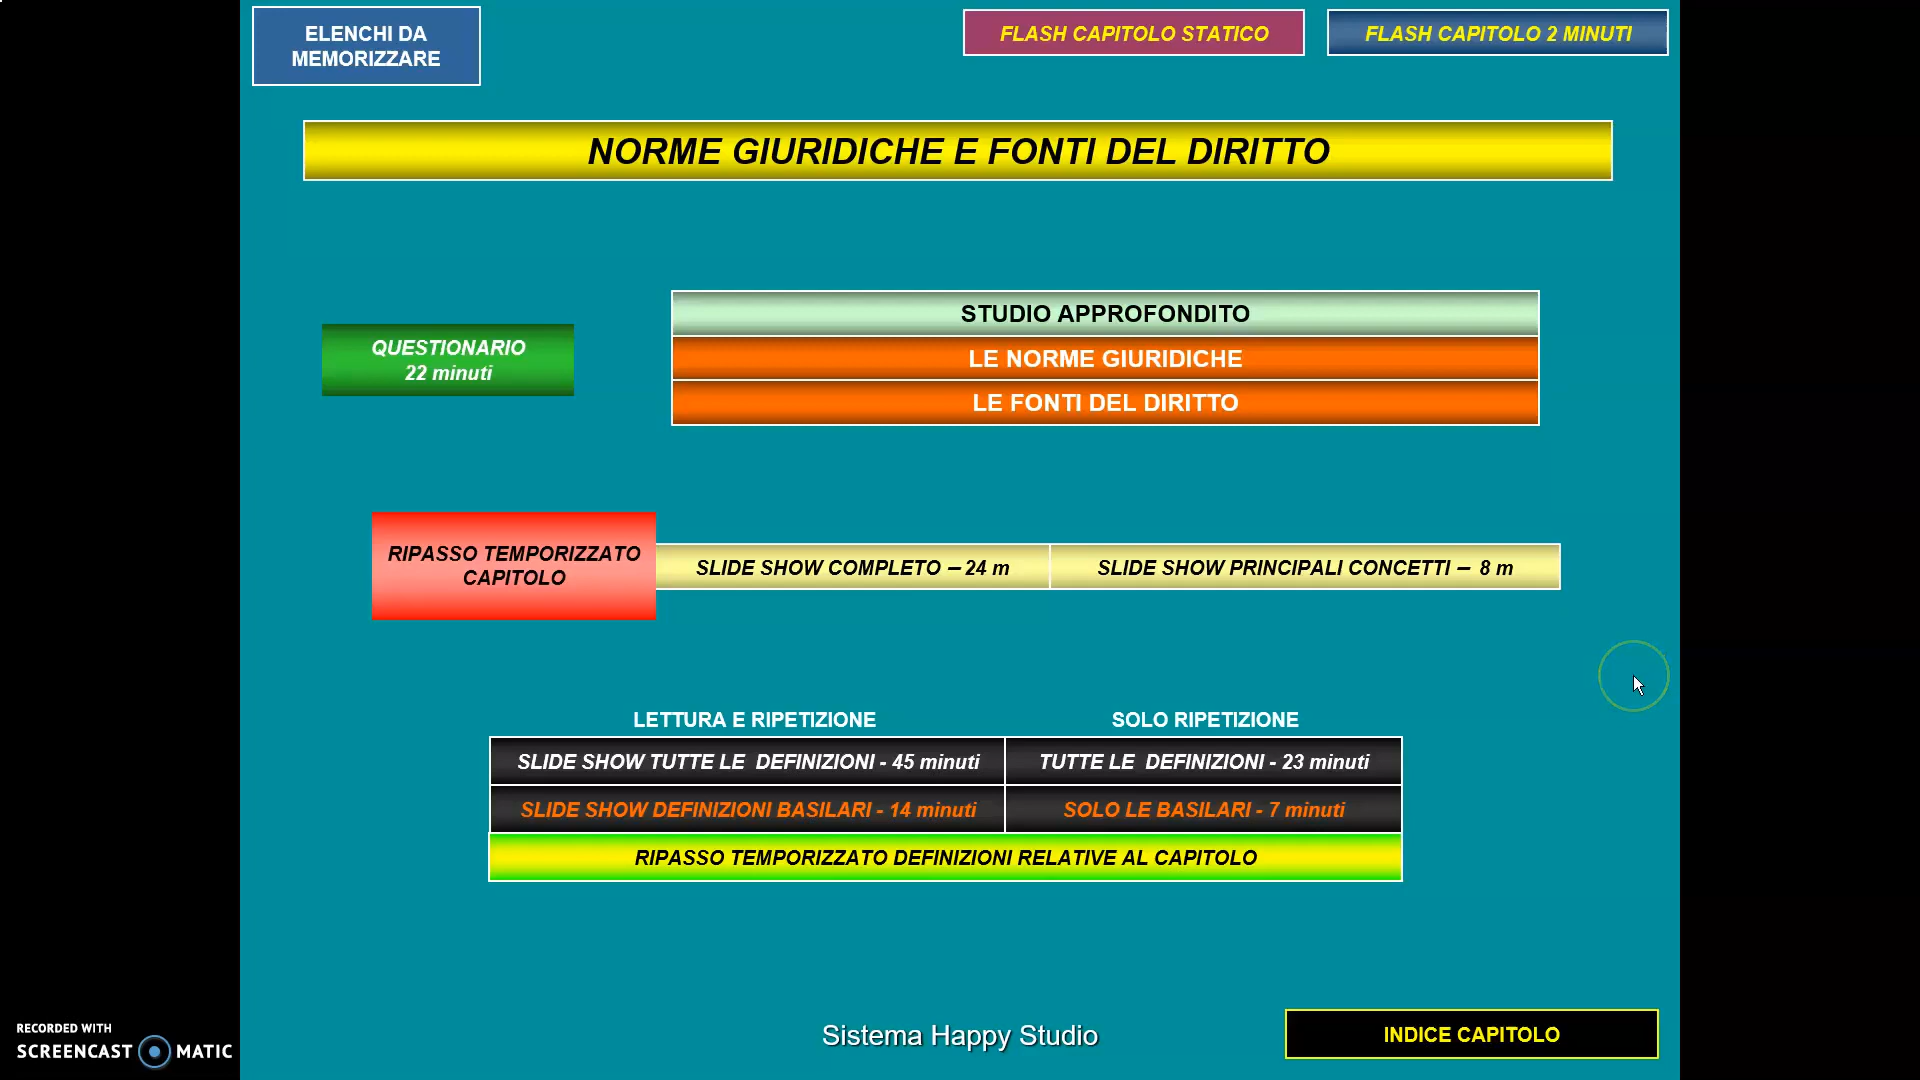 ELENCHI DA
MEMORIZZARE
FLASH CAPITOLO STATICO
FLASH CAPITOLO 2 MINUTI
NORME GIURIDICHE E FONTI DEL DIRITTO
STUDIO APPROFONDITO
LE NORME GIURIDICHE
LE FONTI DEL DIRITTO
QUESTIONARIO
22 minuti
RIPASSO TEMPORIZZATO
CAPITOLO
SLIDE SHOW COMPLETO – 24 m
SLIDE SHOW PRINCIPALI CONCETTI – 8 m
LETTURA E RIPETIZIONE
SOLO RIPETIZIONE
SLIDE SHOW TUTTE LE DEFINIZIONI - 45 minuti
TUTTE LE DEFINIZIONI - 23 minuti
SLIDE SHOW DEFINIZIONI BASILARI - 14 minuti
SOLO LE BASILARI - 7 minuti
RIPASSO TEMPORIZZATO DEFINIZIONI RELATIVE AL CAPITOLO
Sistema Happy Studio
INDICE CAPITOLO
RECORDED WITH
SCREENCAST MATIC